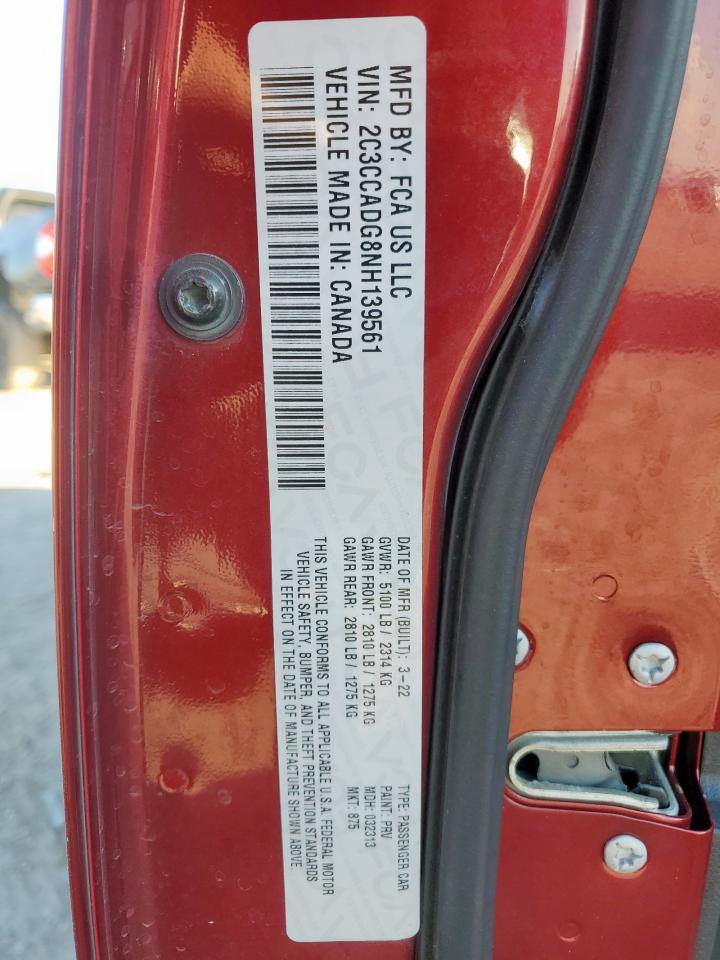 MFD BY: FCA US LLC
VIN: 2C3CCADG8NH139561
VEHICLE MADE IN: CANADA
DATE OF MFR (BUILT): 3-22
GVWR: 5100 LB / 2314 KG
GAWR FRONT: 2810 LB / 1275 KG
GAWR REAR: 2810 LB / 1275 KG
TYPE: PASSENGER CAR
PAINT: PRV
MDH: 032313
MKT: 875
THIS VEHICLE CONFORMS TO ALL APPLICABLE U.S.A. FEDERAL MOTOR
VEHICLE SAFETY, BUMPER, AND THEFT PREVENTION STANDARDS
IN EFFECT ON THE DATE OF MANUFACTURE SHOWN ABOVE.